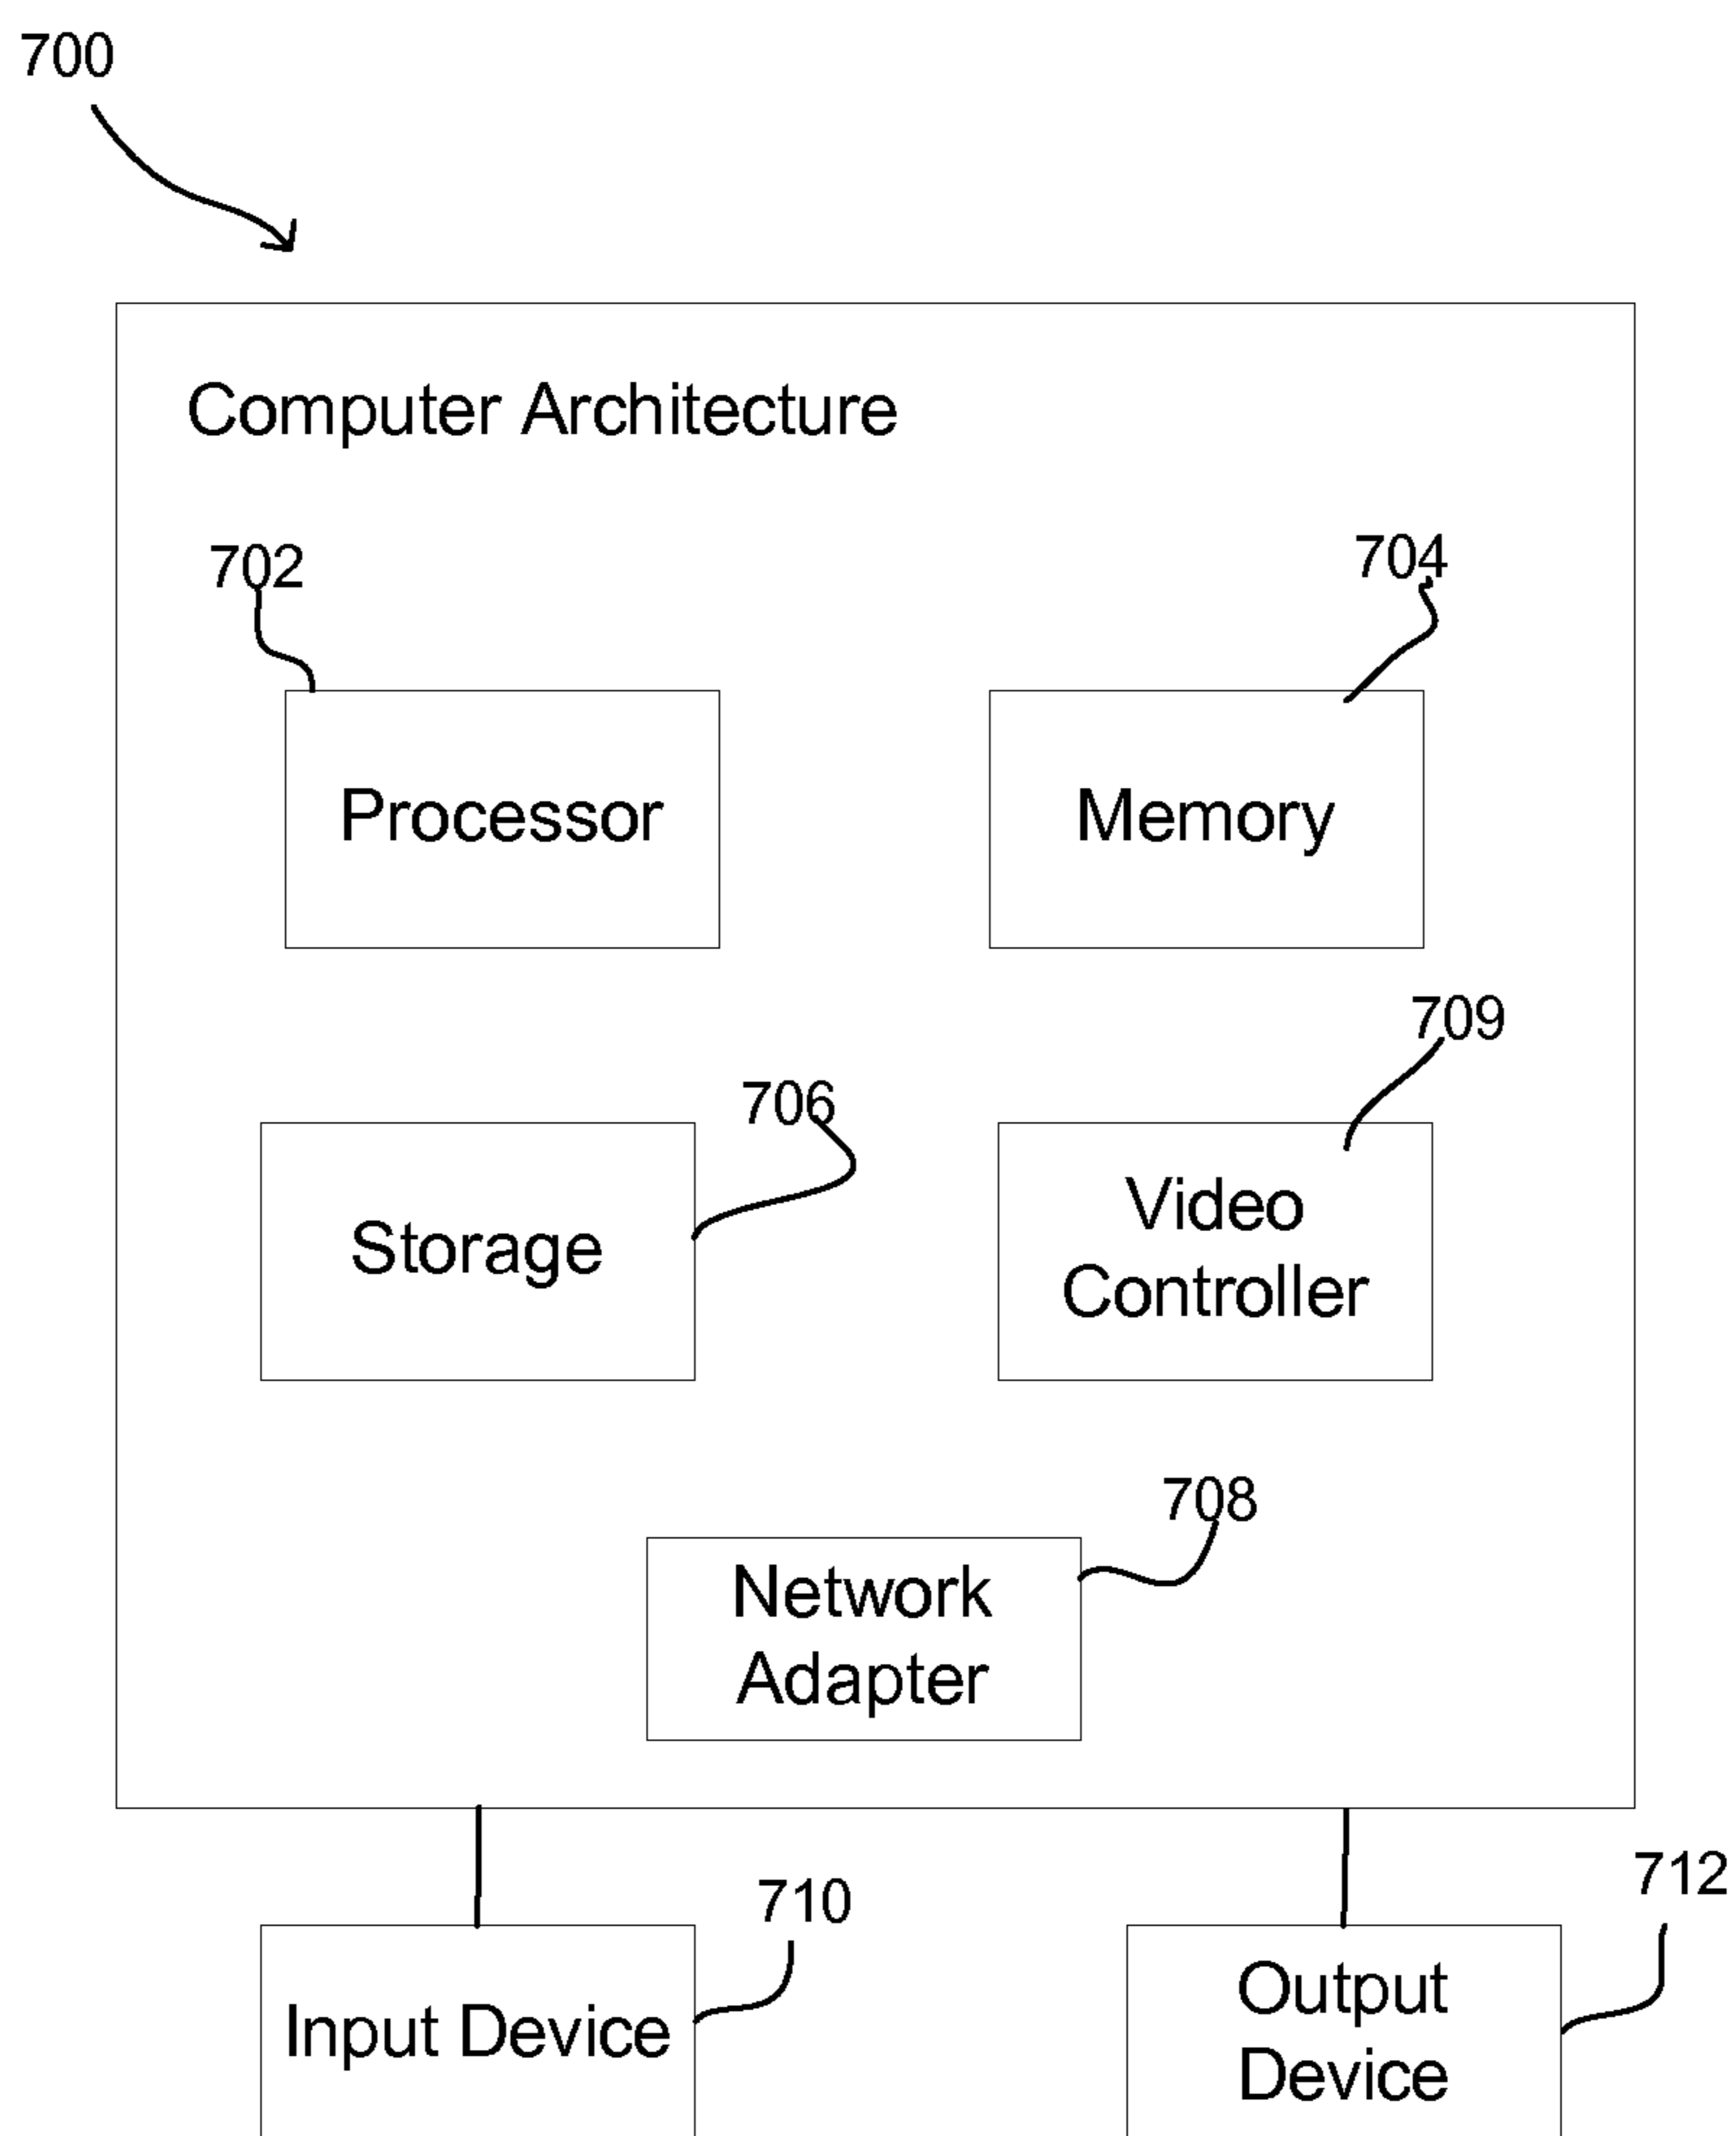 700
Computer Architecture
702
704
Processor
Memory
709
706
Video
Controller
Storage
708
Network
Adapter
710
712
Input Device
Output
Device